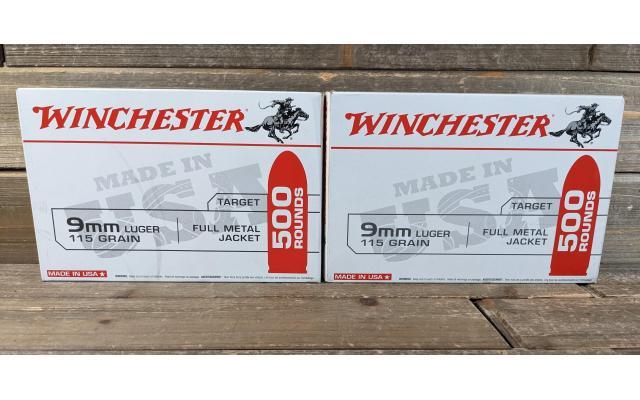 WINCHESTER
MADE IN
USA
TARGET
9mm LUGER
115 GRAIN
FULL METAL
JACKET
500
ROUNDS
MADE IN USA
WINCHESTER
MADE IN
USA
TARGET
9mm LUGER
115 GRAIN
FULL METAL
JACKET
500
ROUNDS
MADE IN USA